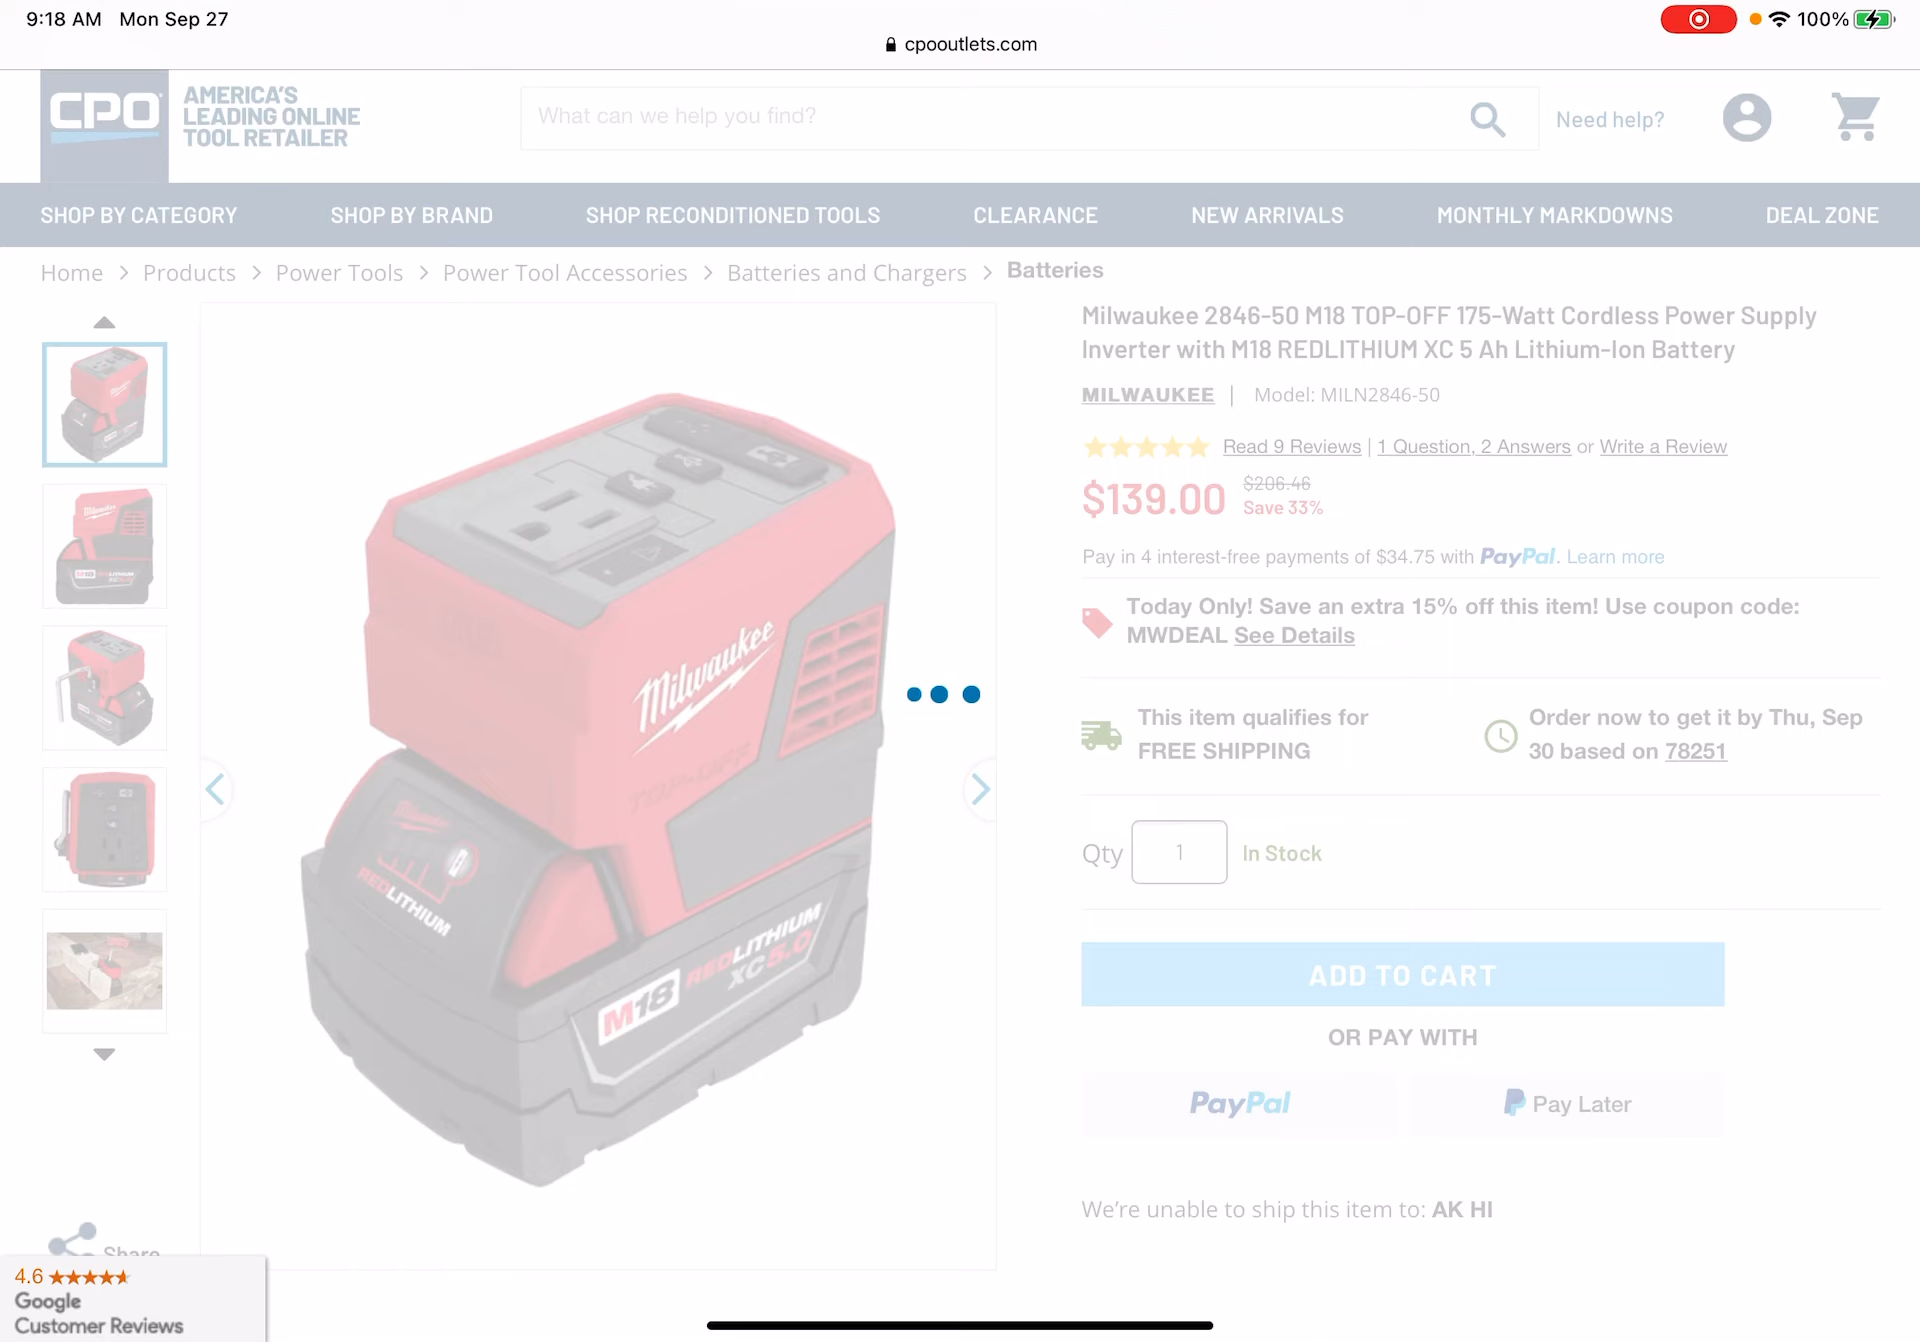 9:18 AM Mon Sep 27
100%
cpooutlets.com
CPO
AMERICA'S
LEADING ONLINE
TOOL RETAILER
What can we help you find?
Need help?
SHOP BY CATEGORY
SHOP BY BRAND
SHOP RECONDITIONED TOOLS
CLEARANCE
NEW ARRIVALS
MONTHLY MARKDOWNS
DEAL ZONE
Home > Products > Power Tools > Power Tool Accessories > Batteries and Chargers > Batteries
Milwaukee
TOP-OFF
Milwaukee
REDLITHIUM
M18 REDLITHIUM
XC5.0
Milwaukee 2846-50 M18 TOP-OFF 175-Watt Cordless Power Supply
Inverter with M18 REDLITHIUM XC 5 Ah Lithium-Ion Battery
MILWAUKEE | Model: MILN2846-50
Read 9 Reviews | 1 Question, 2 Answers or Write a Review
$139.00
$206.46
Save 33%
Pay in 4 interest-free payments of $34.75 with PayPal. Learn more
Today Only! Save an extra 15% off this item! Use coupon code:
MWDEAL See Details
This item qualifies for
FREE SHIPPING
Order now to get it by Thu, Sep
30 based on 78251
Qty 1 In Stock
ADD TO CART
OR PAY WITH
PayPal
Pay Later
We're unable to ship this item to: AK HI
Share
4.6
Google
Customer Reviews